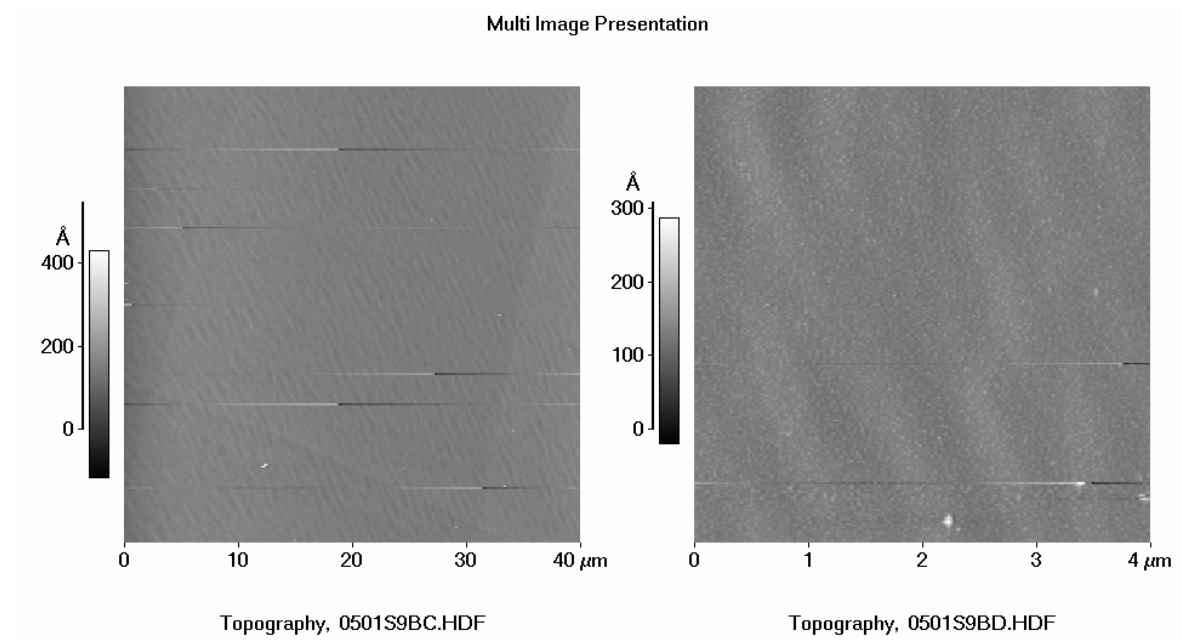 Multi Image Presentation
Å
400
200
0
0 10 20 30 40 μm
Topography, 0501S9BC.HDF
Å
300
200
100
0
0 1 2 3 4 μm
Topography, 0501S9BD.HDF